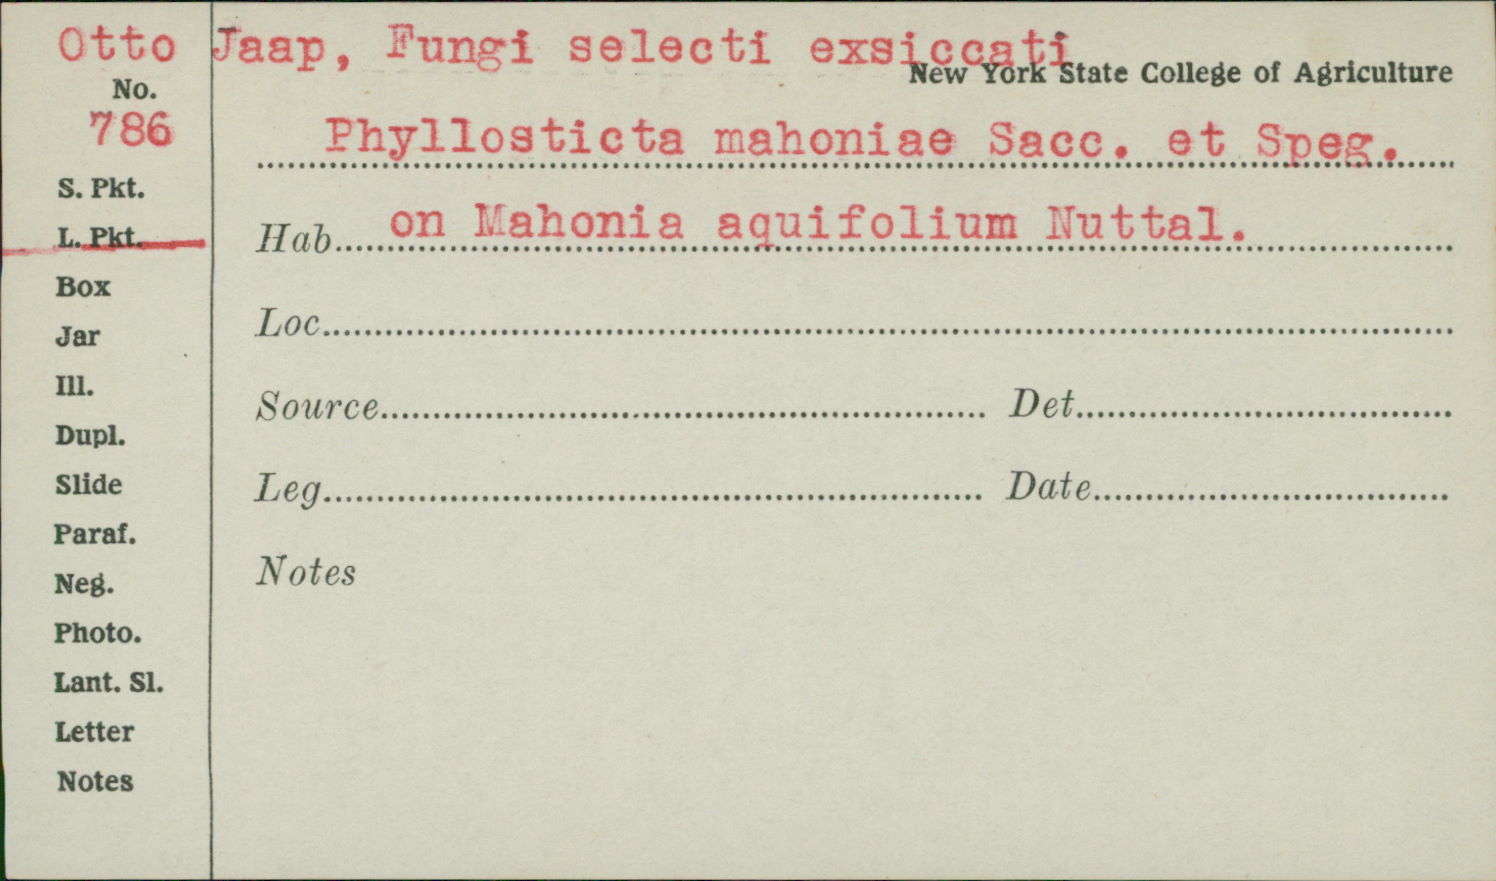 Otto Jaap, Fungi selecti exsiccati
New York State College of Agriculture
No.
786
Phyllosticta mahoniae Sacc. et Speg.
S. Pkt.
L. Pkt.
Hab. on Mahonia aquifolium Nuttal.
Box
Jar
Loc.
Ill.
Source Det.
Dupl.
Slide
Leg. Date
Paraf.
Neg.
Notes
Photo.
Lant. Sl.
Letter
Notes